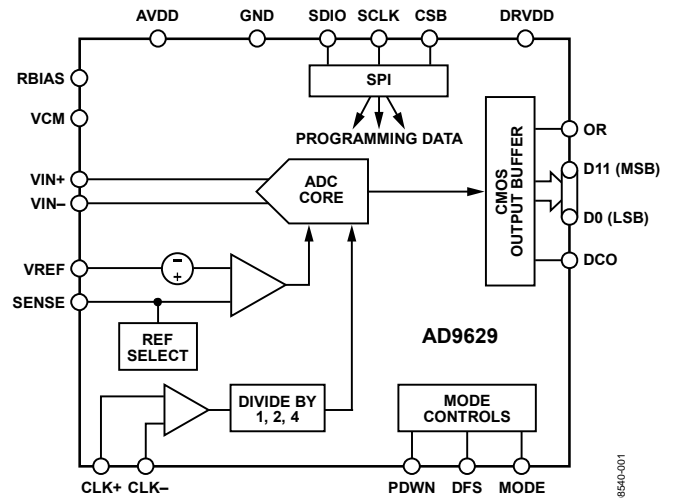 AVDD GND SDIO SCLK CSB DRVDD
RBIAS
VCM
SPI
PROGRAMMING DATA
VIN+
VIN–
ADC
CORE
CMOS
OUTPUT BUFFER
OR
D11 (MSB)
D0 (LSB)
DCO
VREF
–
+
SENSE
REF
SELECT
AD9629
DIVIDE BY
1, 2, 4
MODE
CONTROLS
CLK+ CLK– PDWN DFS MODE
8540-001